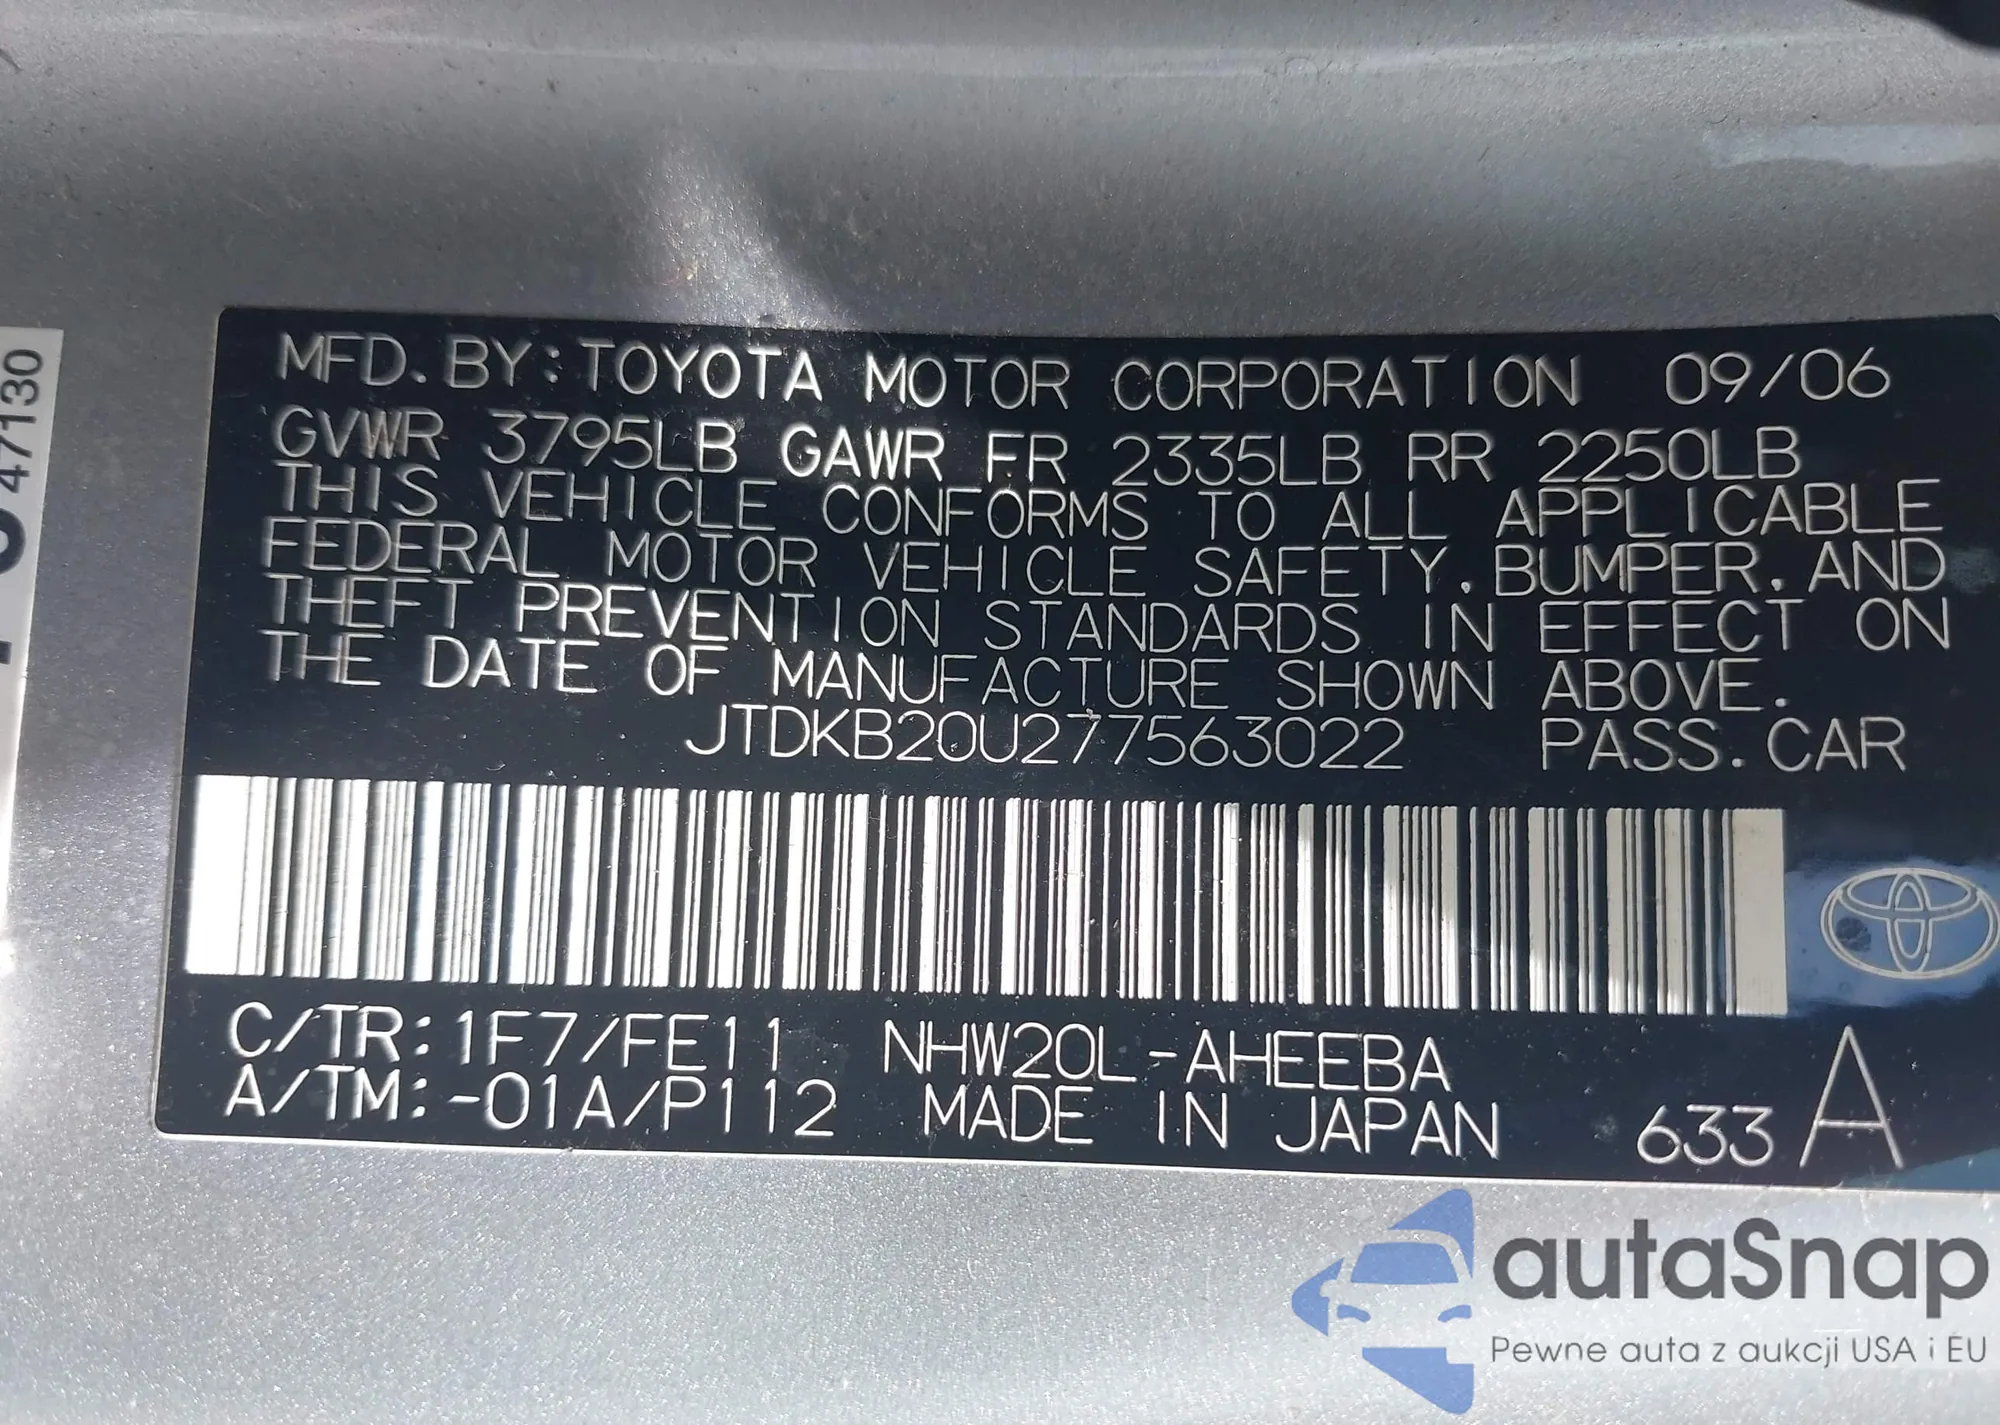 MFD. BY: TOYOTA MOTOR CORPORATION 09/06
GVWR 3795LB GAWR FR 2335LB RR 2250LB
THIS VEHICLE CONFORMS TO ALL APPLICABLE
FEDERAL MOTOR VEHICLE SAFETY, BUMPER, AND
THEFT PREVENTION STANDARDS IN EFFECT ON
THE DATE OF MANUFACTURE SHOWN ABOVE.
JTDKB20U277563022 PASS. CAR
C/TR: 1F7/FE11 NHW20L-AHEEBA
A/TM: -01A/P112 MADE IN JAPAN 633 A
47130
autaSnap
Pewne auta z aukcji USA i EU